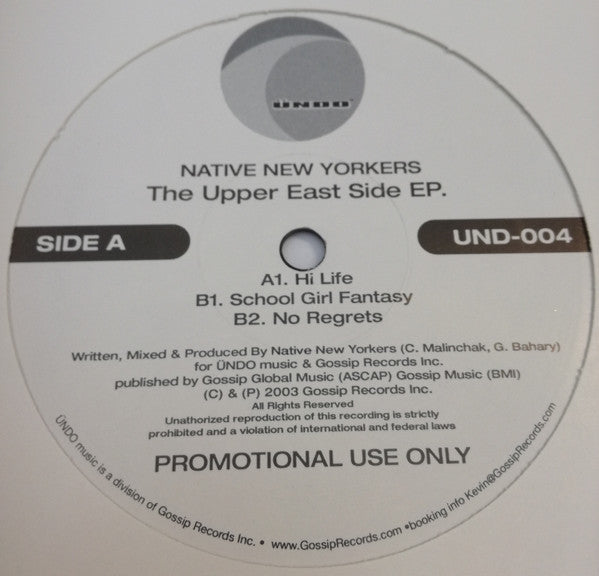 ÜNDO
NATIVE NEW YORKERS
The Upper East Side EP.
SIDE A
UND-004
A1. Hi Life
B1. School Girl Fantasy
B2. No Regrets
Written, Mixed & Produced By Native New Yorkers (C. Malinchak, G. Bahary)
for ÜNDO music & Gossip Records Inc.
published by Gossip Global Music (ASCAP) Gossip Music (BMI)
(C) & (P) 2003 Gossip Records Inc.
All Rights Reserved
Unathorized reproduction of this recording is strictly
prohibited and a violation of international and federal laws
PROMOTIONAL USE ONLY
ÜNDO music is a division of Gossip Records Inc. • www.GossipRecords.com •booking info Kevin@GossipRecords.com